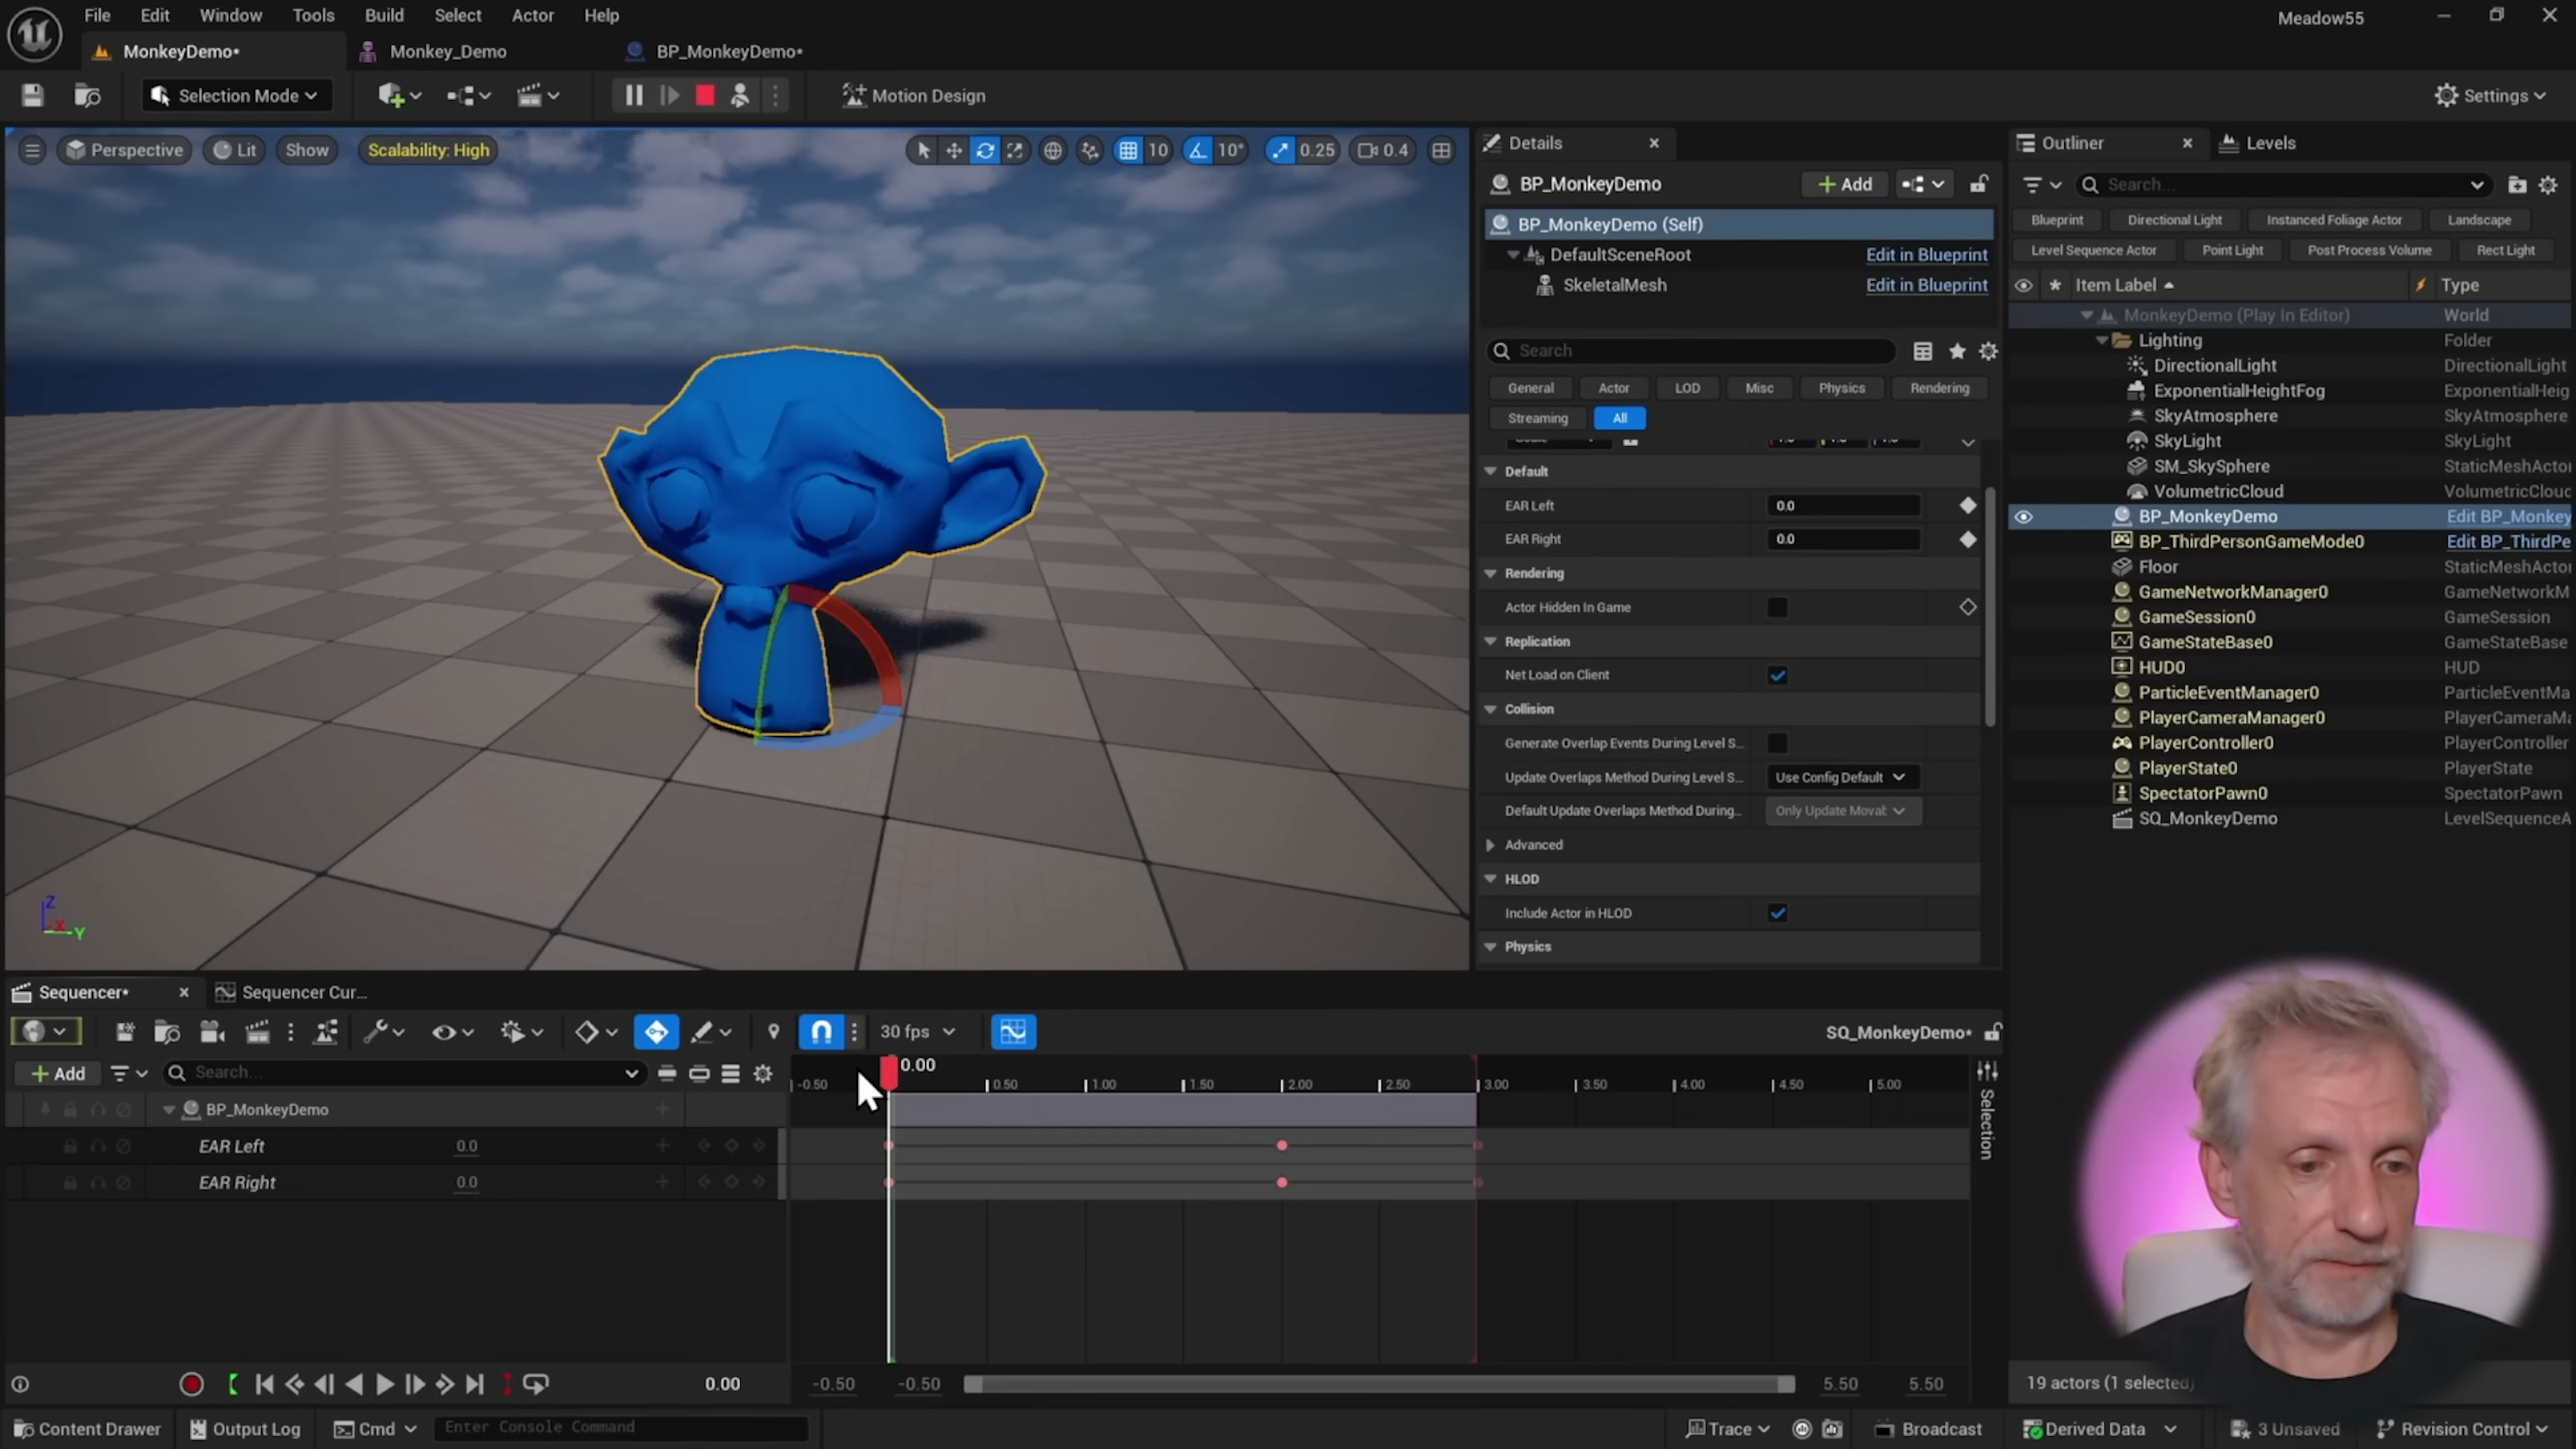 File Edit Window Tools Build Select Actor Help Meadow55
MonkeyDemo* Monkey_Demo BP_MonkeyDemo*
Selection Mode Motion Design Settings
Perspective Lit Show Scalability: High 10 10° 0.25 0.4
Details
BP_MonkeyDemo Add
BP_MonkeyDemo (Self)
DefaultSceneRoot Edit in Blueprint
SkeletalMesh Edit in Blueprint
Search
General Actor LOD Misc Physics Rendering
Streaming All
Default
EAR Left 0.0
EAR Right 0.0
Rendering
Actor Hidden In Game
Replication
Net Load on Client
Collision
Generate Overlap Events During Level S...
Update Overlaps Method During Level S... Use Config Default
Default Update Overlaps Method During... Only Update Movab
Advanced
HLOD
Include Actor in HLOD
Physics
Outliner Levels
Search...
Blueprint Directional Light Instanced Foliage Actor Landscape
Level Sequence Actor Point Light Post Process Volume Rect Light
Item Label Type
MonkeyDemo (Play In Editor) World
Lighting Folder
DirectionalLight DirectionalLight
ExponentialHeightFog ExponentialHeig
SkyAtmosphere SkyAtmosphere
SkyLight SkyLight
SM_SkySphere StaticMeshActor
VolumetricCloud VolumetricCloud
BP_MonkeyDemo Edit BP_Monkey
BP_ThirdPersonGameMode0 Edit BP_ThirdPe
Floor StaticMeshActor
GameNetworkManager0 GameNetworkM
GameSession0 GameSession
GameStateBase0 GameStateBase
HUD0 HUD
ParticleEventManager0 ParticleEventMa
PlayerCameraManager0 PlayerCameraMa
PlayerController0 PlayerController
PlayerState0 PlayerState
SpectatorPawn0 SpectatorPawn
SQ_MonkeyDemo LevelSequenceA
19 actors (1 selected)
Z X Y
Sequencer* Sequencer Cur...
30 fps SQ_MonkeyDemo*
Add Search... 0.00
-0.50 0.50 1.00 1.50 2.00 2.50 3.00 3.50 4.00 4.50 5.00
Selection
BP_MonkeyDemo
EAR Left 0.0
EAR Right 0.0
0.00 -0.50 -0.50 5.50 5.50
Content Drawer Output Log Cmd Enter Console Command Trace Broadcast Derived Data 3 Unsaved Revision Control